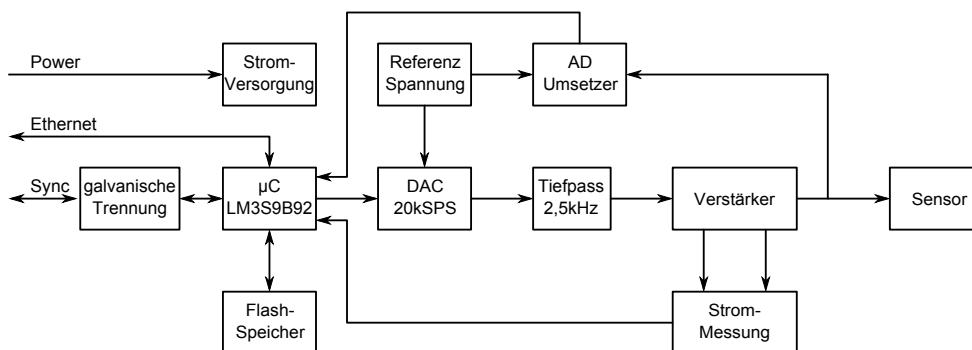 Power
Strom-
Versorgung
Referenz
Spannung
AD
Umsetzer
Ethernet
Sync
galvanische
Trennung
µC
LM3S9B92
DAC
20kSPS
Tiefpass
2,5kHz
Verstärker
Sensor
Flash-
Speicher
Strom-
Messung